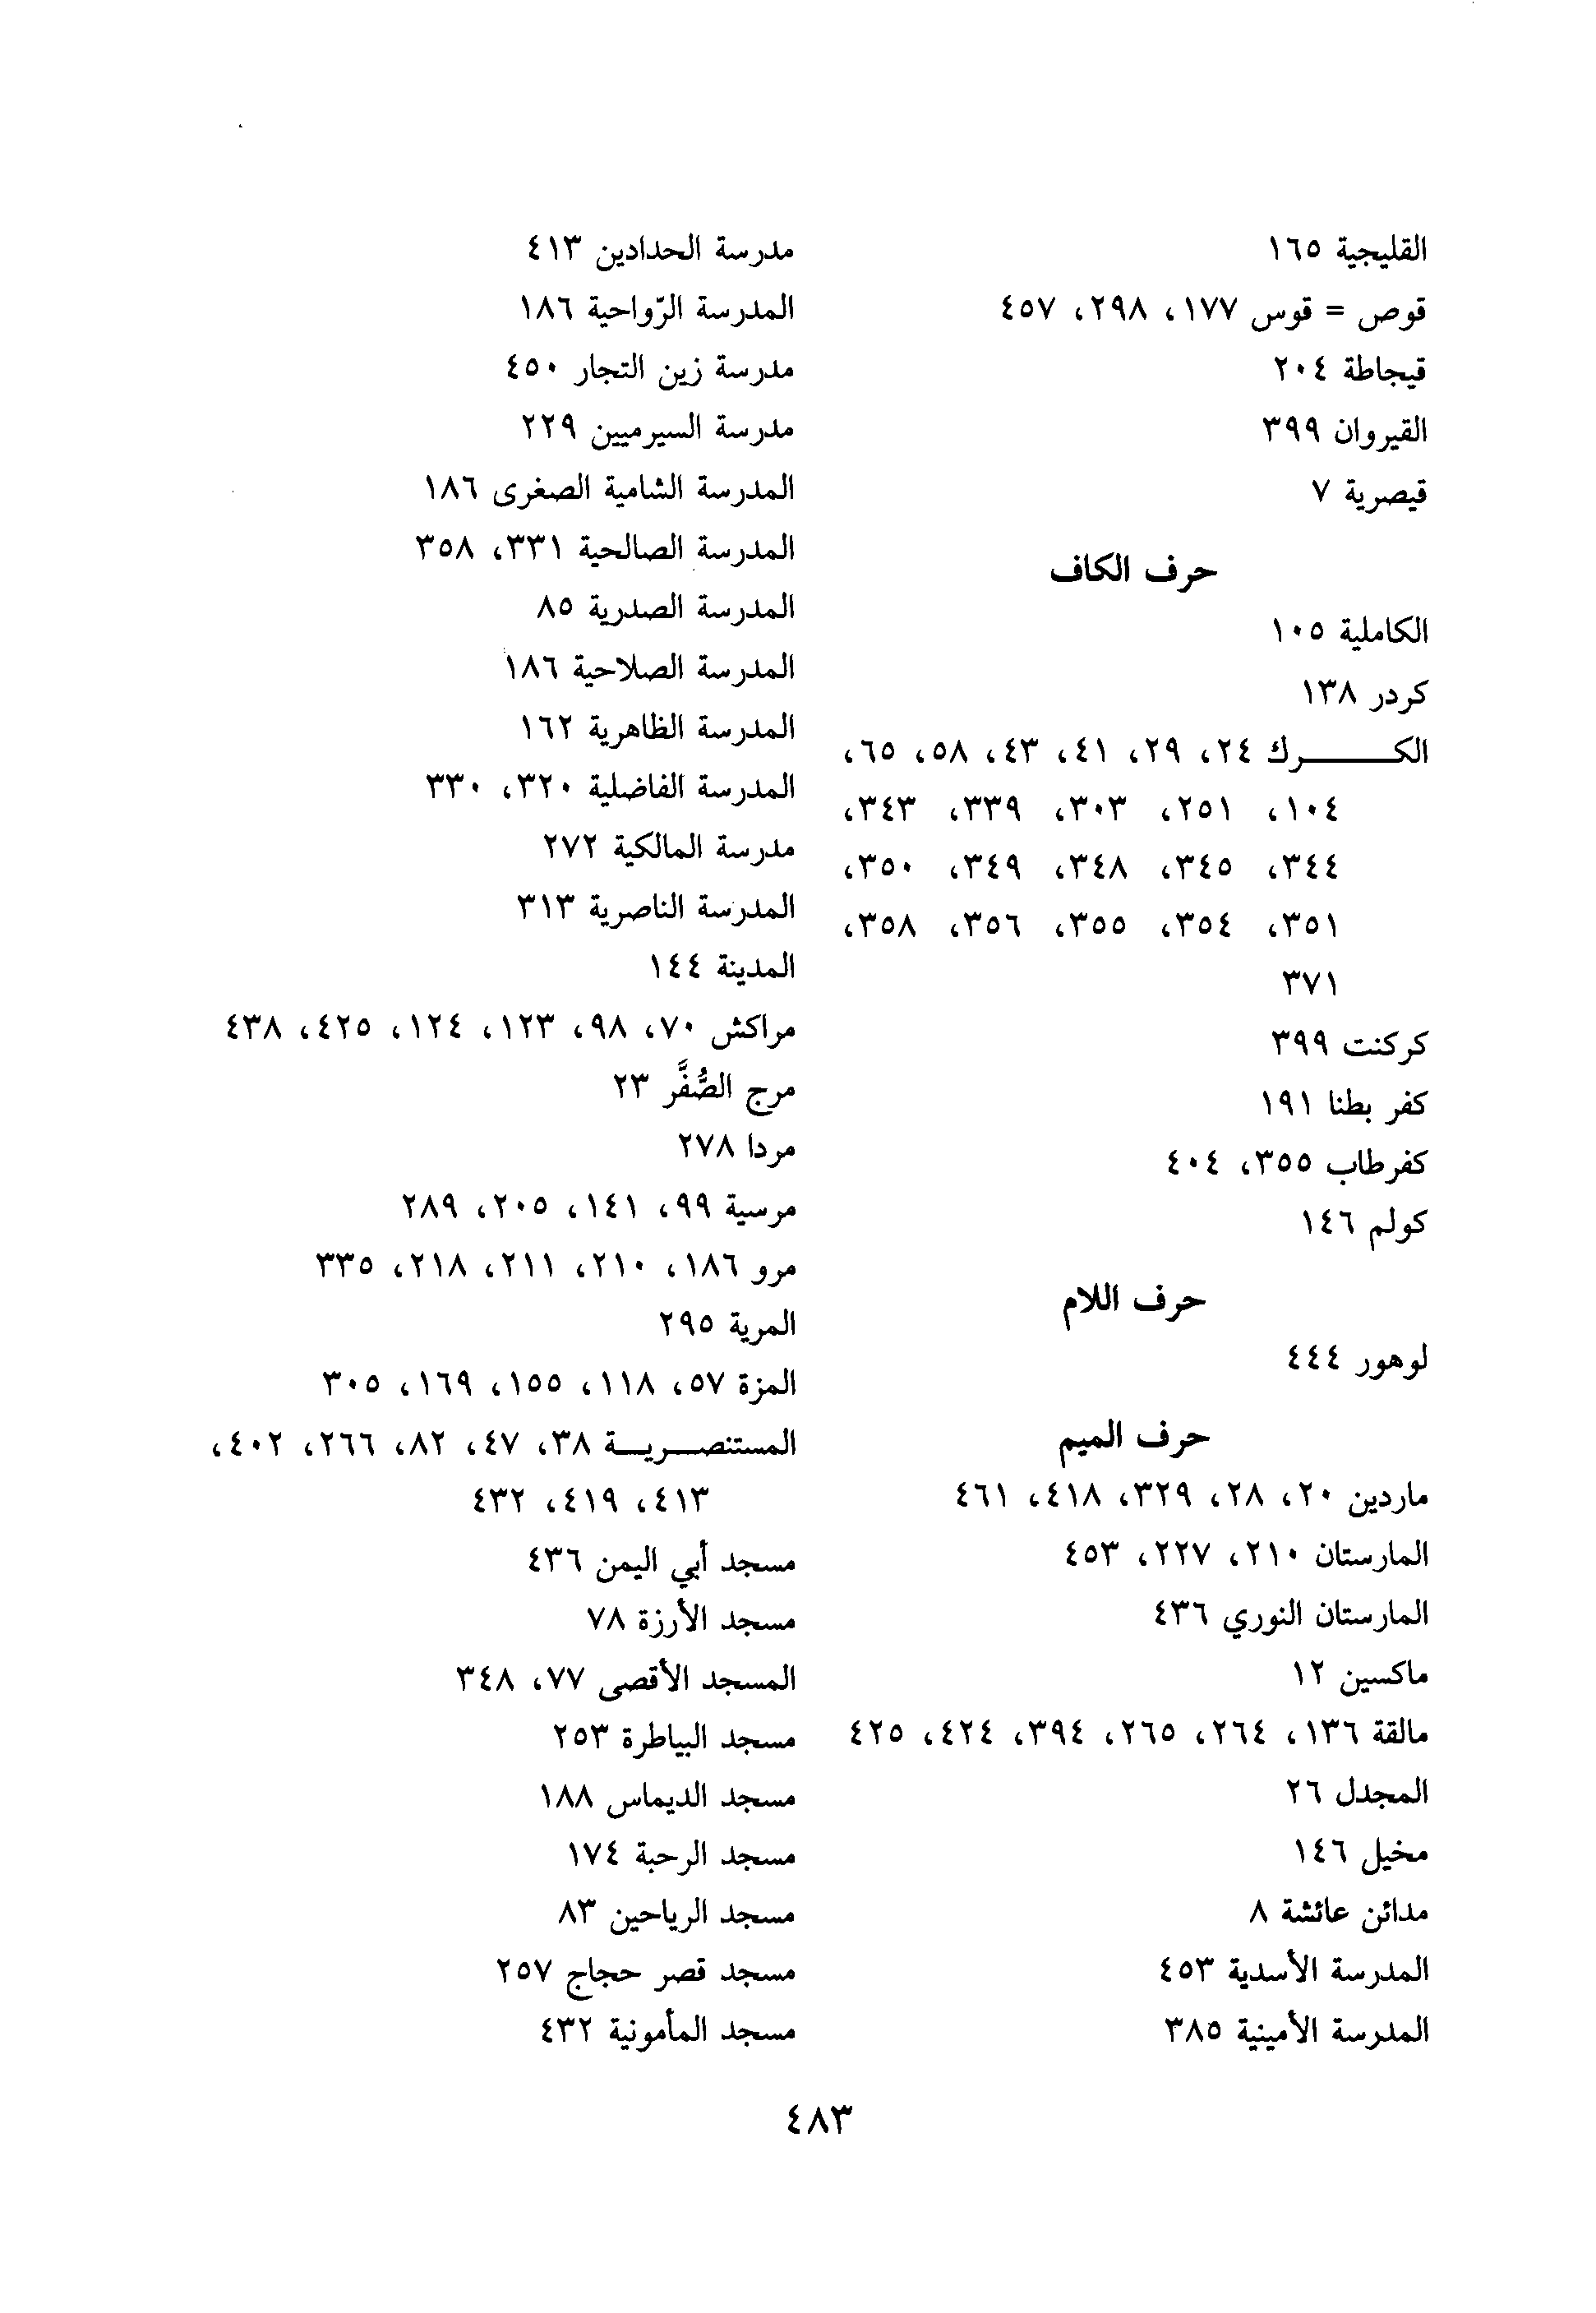 القليجية ١٦٥
قوص = قوس ١٧٧، ٢٩٨، ٤٥٧
قيجاطة ٢٠٤
القيروان ٣٩٩
قيصرية ٧
حرف الكاف
الكاملية ١٠٥
كردر ١٣٨
الكـــــرك ٢٤، ٢٩، ٤١، ٤٣، ٥٨، ٦٥،
١٠٤، ٢٥١، ٣٠٣، ٣٣٩، ٣٤٣،
٣٤٤، ٣٤٥، ٣٤٨، ٣٤٩، ٣٥٠،
٣٥١، ٣٥٤، ٣٥٥، ٣٥٦، ٣٥٨،
٣٧١
كركنت ٣٩٩
كفر بطنا ١٩١
كفرطاب ٣٥٥، ٤٠٤
كولم ١٤٦
حرف اللام
لوهور ٤٤٤
حرف الميم
ماردين ٢٠، ٢٨، ٣٢٩، ٤١٨، ٤٦١
المارستان ٢١٠، ٢٢٧، ٤٥٣
المارستان النوري ٤٣٦
ماكسين ١٢
مالقة ١٣٦، ٢٦٤، ٢٦٥، ٣٩٤، ٤٢٤، ٤٢٥
المجدل ٢٦
مخيل ١٤٦
مدائن عائشة ٨
المدرسة الأسدية ٤٥٣
المدرسة الأمينية ٣٨٥
مدرسة الحدادين ٤١٣
المدرسة الرّواحية ١٨٦
مدرسة زين التجار ٤٥٠
مدرسة السيرميين ٢٢٩
المدرسة الشامية الصغرى ١٨٦
المدرسة الصالحية ٣٣١، ٣٥٨
المدرسة الصدرية ٨٥
المدرسة الصلاحية ١٨٦
المدرسة الظاهرية ١٦٢
المدرسة الفاضلية ٣٢٠، ٣٣٠
مدرسة المالكية ٢٧٢
المدرسة الناصرية ٣١٣
المدينة ١٤٤
مراكش ٧٠، ٩٨، ١٢٣، ١٢٤، ٤٢٥، ٤٣٨
مرج الصُّفَّر ٢٣
مردا ٢٧٨
مرسية ٩٩، ١٤١، ٢٠٥، ٢٨٩
مرو ١٨٦، ٢١٠، ٢١١، ٢١٨، ٣٣٥
المرية ٢٩٥
المزة ٥٧، ١١٨، ١٥٥، ١٦٩، ٣٠٥
المستنصـــريـــة ٣٨، ٤٧، ٨٢، ٢٦٦، ٤٠٢،
٤١٣، ٤١٩، ٤٣٢
مسجد أبي اليمن ٤٣٦
مسجد الأرزة ٧٨
المسجد الأقصى ٧٧، ٣٤٨
مسجد البياطرة ٢٥٣
مسجد الديماس ١٨٨
مسجد الرحبة ١٧٤
مسجد الرياحين ٨٣
مسجد قصر حجاج ٢٥٧
مسجد المأمونية ٤٣٢
٤٨٣